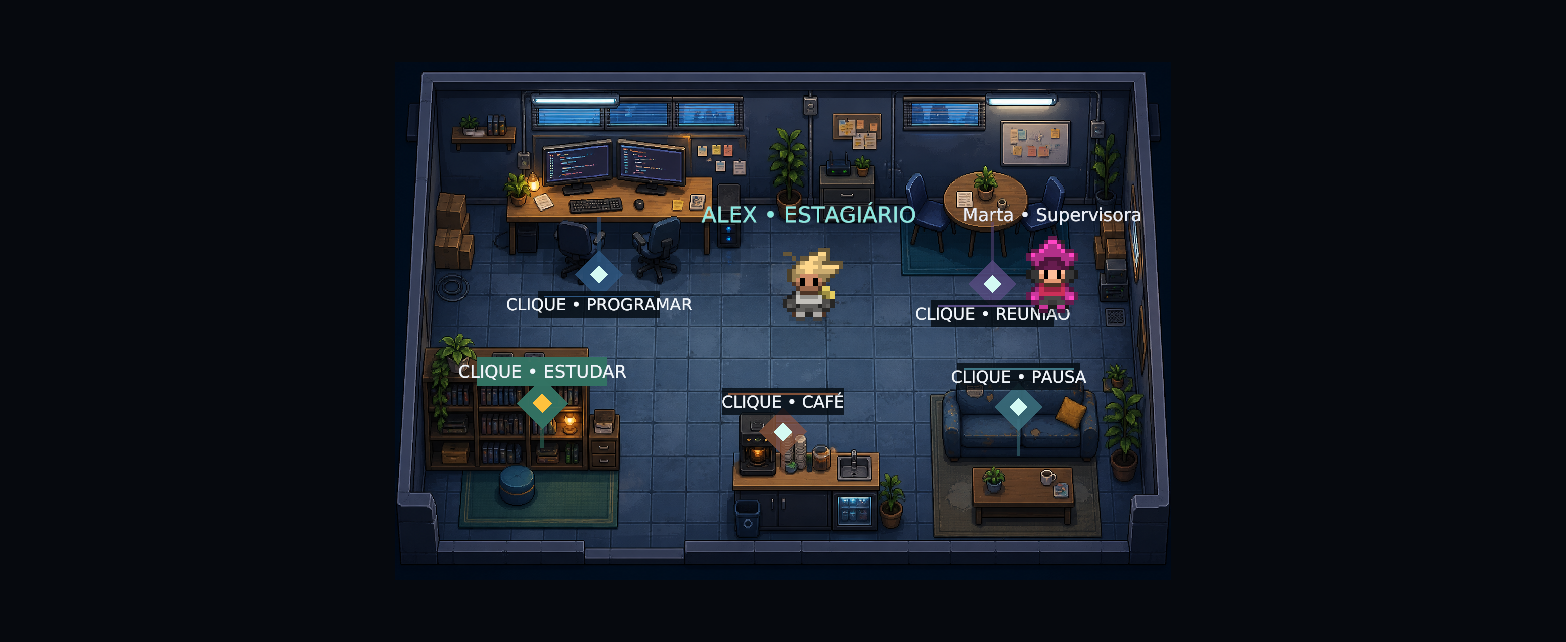 ALEX • ESTAGIÁRIO
Marta • Supervisora
CLIQUE • PROGRAMAR
CLIQUE • REUNIÃO
CLIQUE • ESTUDAR
CLIQUE • PAUSA
CLIQUE • CAFÉ